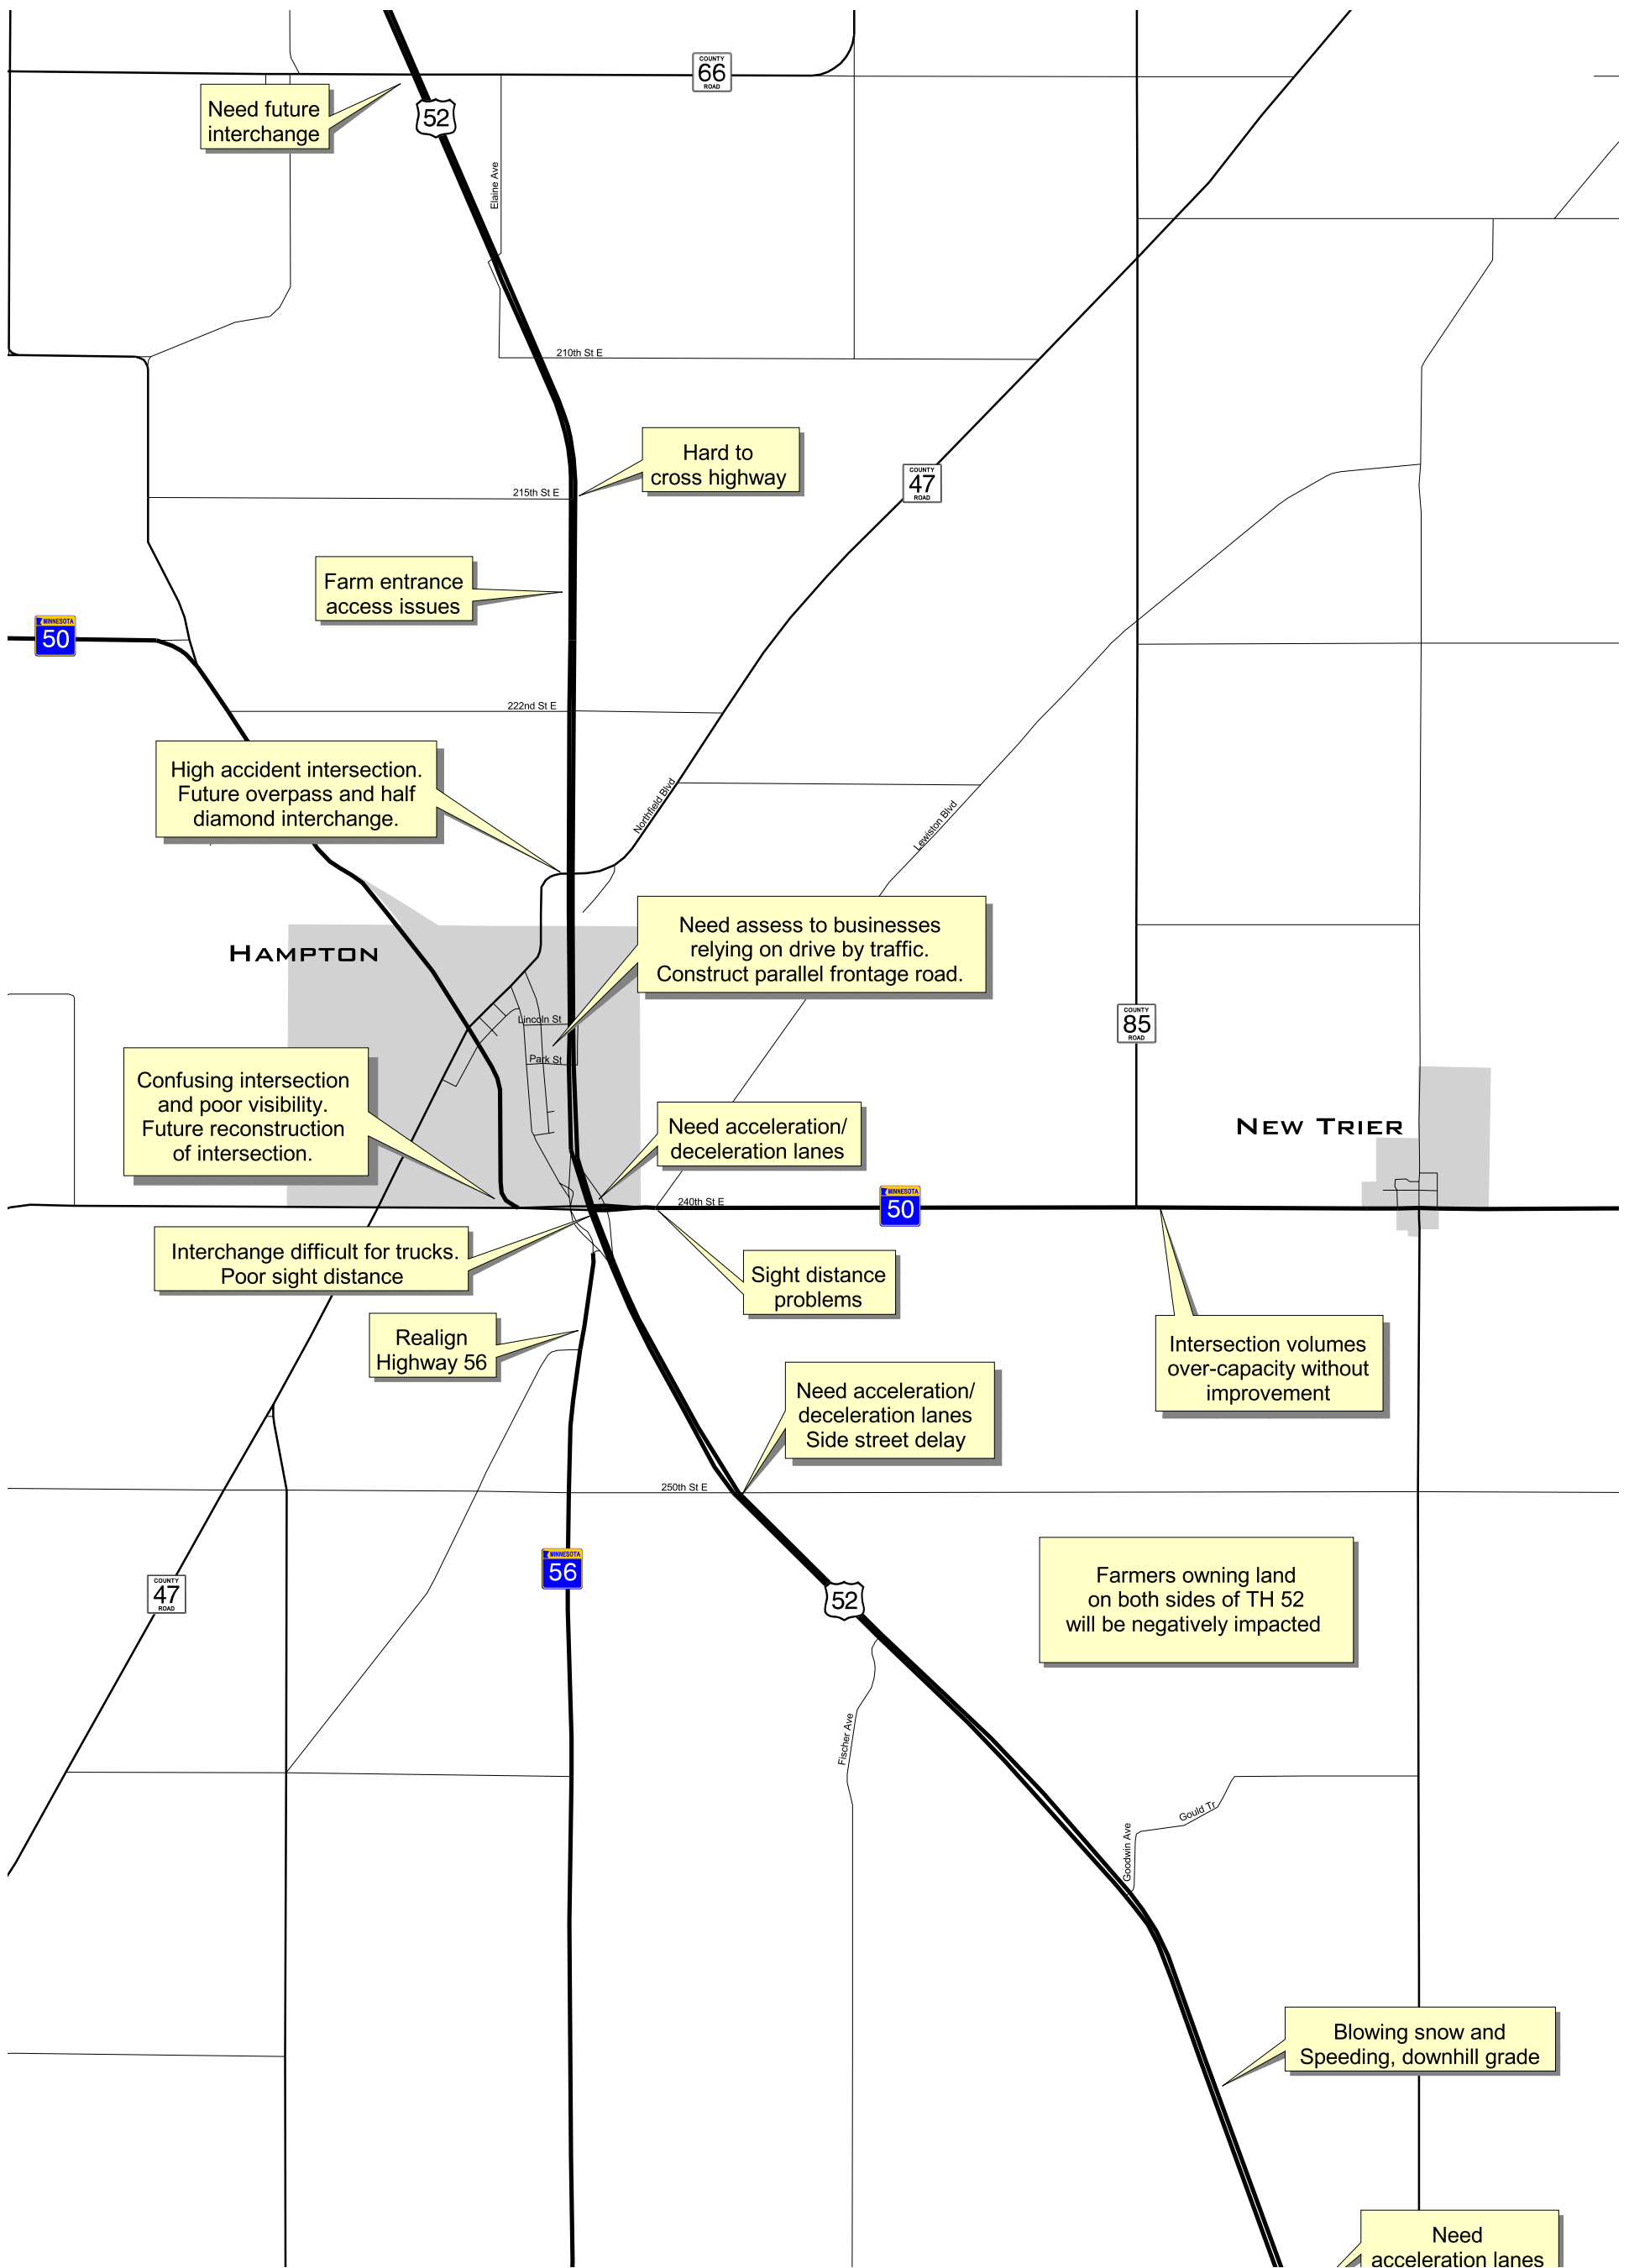 COUNTY
66
ROAD
Need future
interchange
52
Elaine Ave
210th St E
Hard to
cross highway
COUNTY
47
ROAD
215th St E
Farm entrance
access issues
MINNESOTA
50
222nd St E
High accident intersection.
Future overpass and half
diamond interchange.
Northfield Blvd
Lewiston Blvd
Need assess to businesses
relying on drive by traffic.
Construct parallel frontage road.
HAMPTON
Lincoln St
COUNTY
85
ROAD
Park St
Confusing intersection
and poor visibility.
Future reconstruction
of intersection.
Need acceleration/
deceleration lanes
NEW TRIER
240th St E
MINNESOTA
50
Interchange difficult for trucks.
Poor sight distance
Sight distance
problems
Realign
Highway 56
Intersection volumes
over-capacity without
improvement
Need acceleration/
deceleration lanes
Side street delay
250th St E
MINNESOTA
56
COUNTY
47
ROAD
52
Farmers owning land
on both sides of TH 52
will be negatively impacted
Fischer Ave
Gould Tr
Goodwin Ave
Blowing snow and
Speeding, downhill grade
Need
acceleration lanes